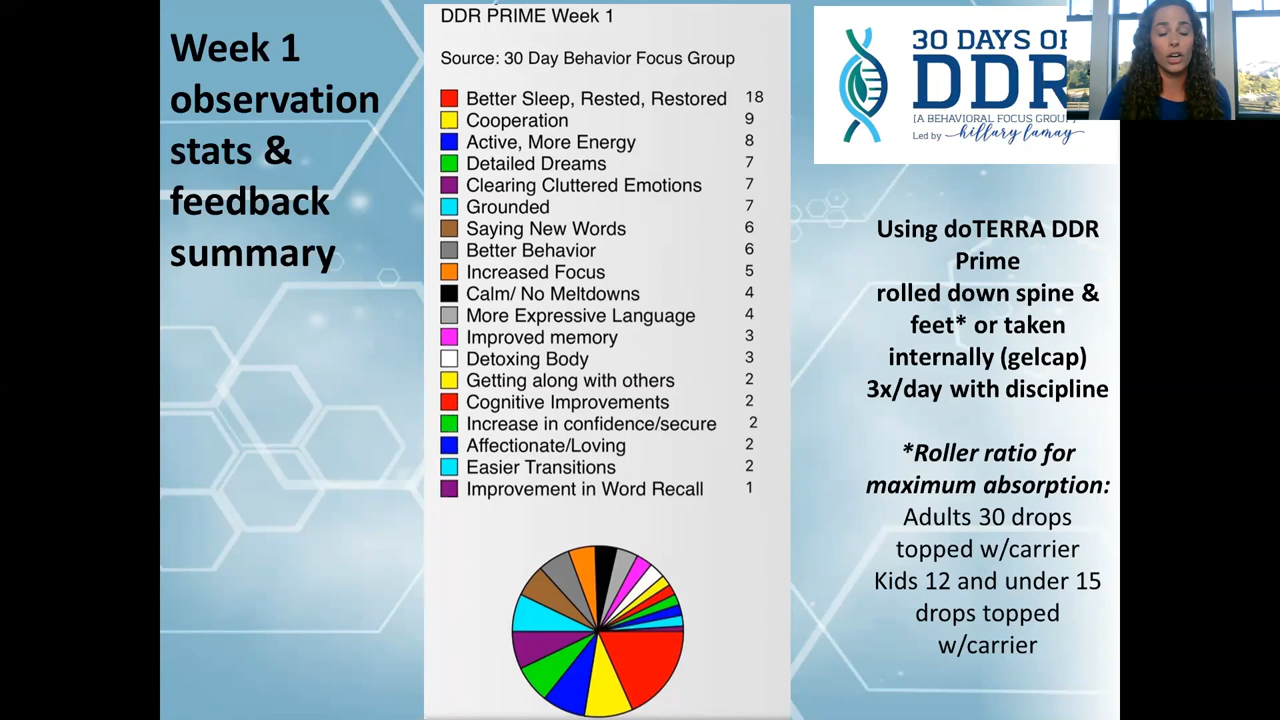 Week 1
observation
stats &
feedback
summary
DDR PRIME Week 1
Source: 30 Day Behavior Focus Group
Better Sleep, Rested, Restored 18
Cooperation 9
Active, More Energy 8
Detailed Dreams 7
Clearing Cluttered Emotions 7
Grounded 7
Saying New Words 6
Better Behavior 6
Increased Focus 5
Calm/ No Meltdowns 4
More Expressive Language 4
Improved memory 3
Detoxing Body 3
Getting along with others 2
Cognitive Improvements 2
Increase in confidence/secure 2
Affectionate/Loving 2
Easier Transitions 2
Improvement in Word Recall 1
30 DAYS OF
DDR
[A BEHAVIORAL FOCUS GROUP]
Led by hillary lamay
Using doTERRA DDR
Prime
rolled down spine &
feet* or taken
internally (gelcap)
3x/day with discipline
*Roller ratio for
maximum absorption:
Adults 30 drops
topped w/carrier
Kids 12 and under 15
drops topped
w/carrier